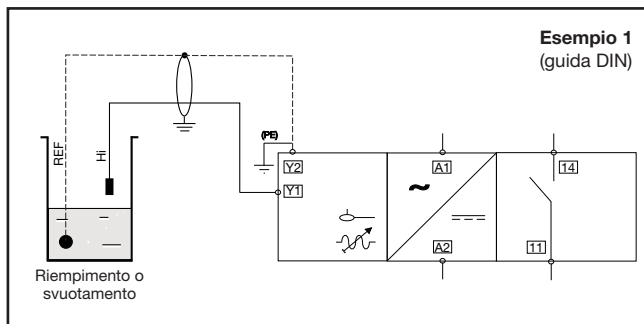 Esempio 1
(guida DIN)
REF
Hi
(PE)
Y2
Y1
A1
A2
14
11
Riempimento o
svuotamento